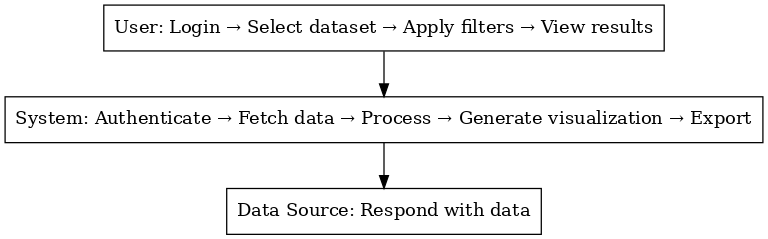 User: Login → Select dataset → Apply filters → View results
System: Authenticate → Fetch data → Process → Generate visualization → Export
Data Source: Respond with data